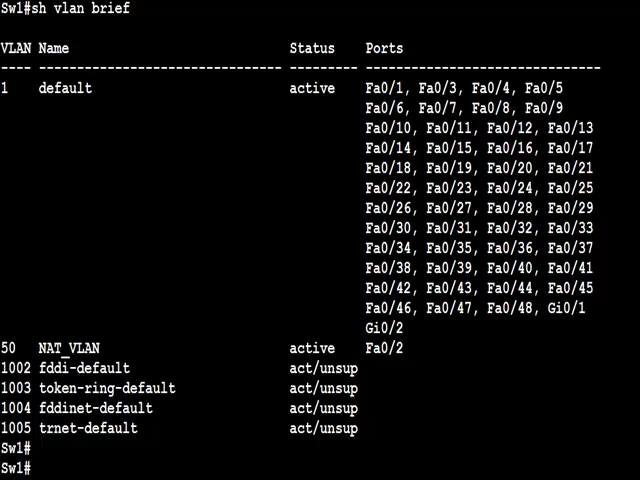 Sw1#sh vlan brief
VLAN Name                             Status    Ports
---- -------------------------------- --------- -------------------------------
1    default                          active    Fa0/1, Fa0/3, Fa0/4, Fa0/5
                                                Fa0/6, Fa0/7, Fa0/8, Fa0/9
                                                Fa0/10, Fa0/11, Fa0/12, Fa0/13
                                                Fa0/14, Fa0/15, Fa0/16, Fa0/17
                                                Fa0/18, Fa0/19, Fa0/20, Fa0/21
                                                Fa0/22, Fa0/23, Fa0/24, Fa0/25
                                                Fa0/26, Fa0/27, Fa0/28, Fa0/29
                                                Fa0/30, Fa0/31, Fa0/32, Fa0/33
                                                Fa0/34, Fa0/35, Fa0/36, Fa0/37
                                                Fa0/38, Fa0/39, Fa0/40, Fa0/41
                                                Fa0/42, Fa0/43, Fa0/44, Fa0/45
                                                Fa0/46, Fa0/47, Fa0/48, Gi0/1
                                                Gi0/2
50   NAT_VLAN                         active    Fa0/2
1002 fddi-default                     act/unsup
1003 token-ring-default               act/unsup
1004 fddinet-default                  act/unsup
1005 trnet-default                    act/unsup
Sw1#
Sw1#